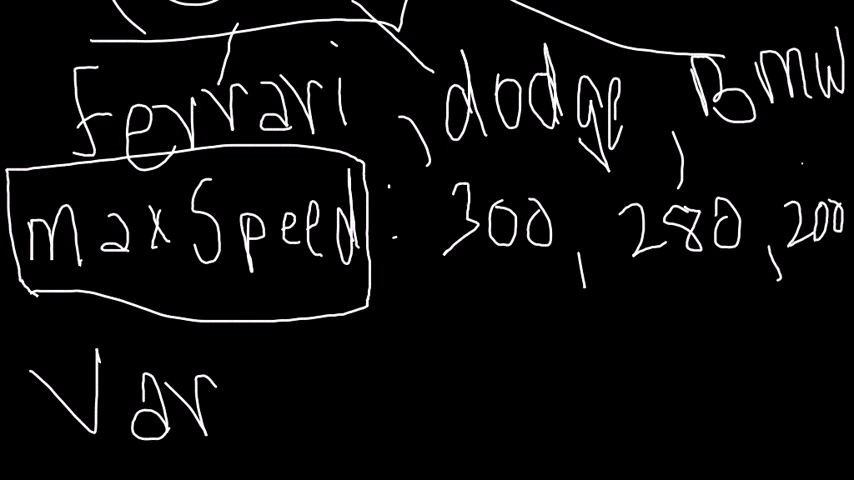 Ferrari, dodge, BMW
maxSpeed: 300, 280, 200
Var